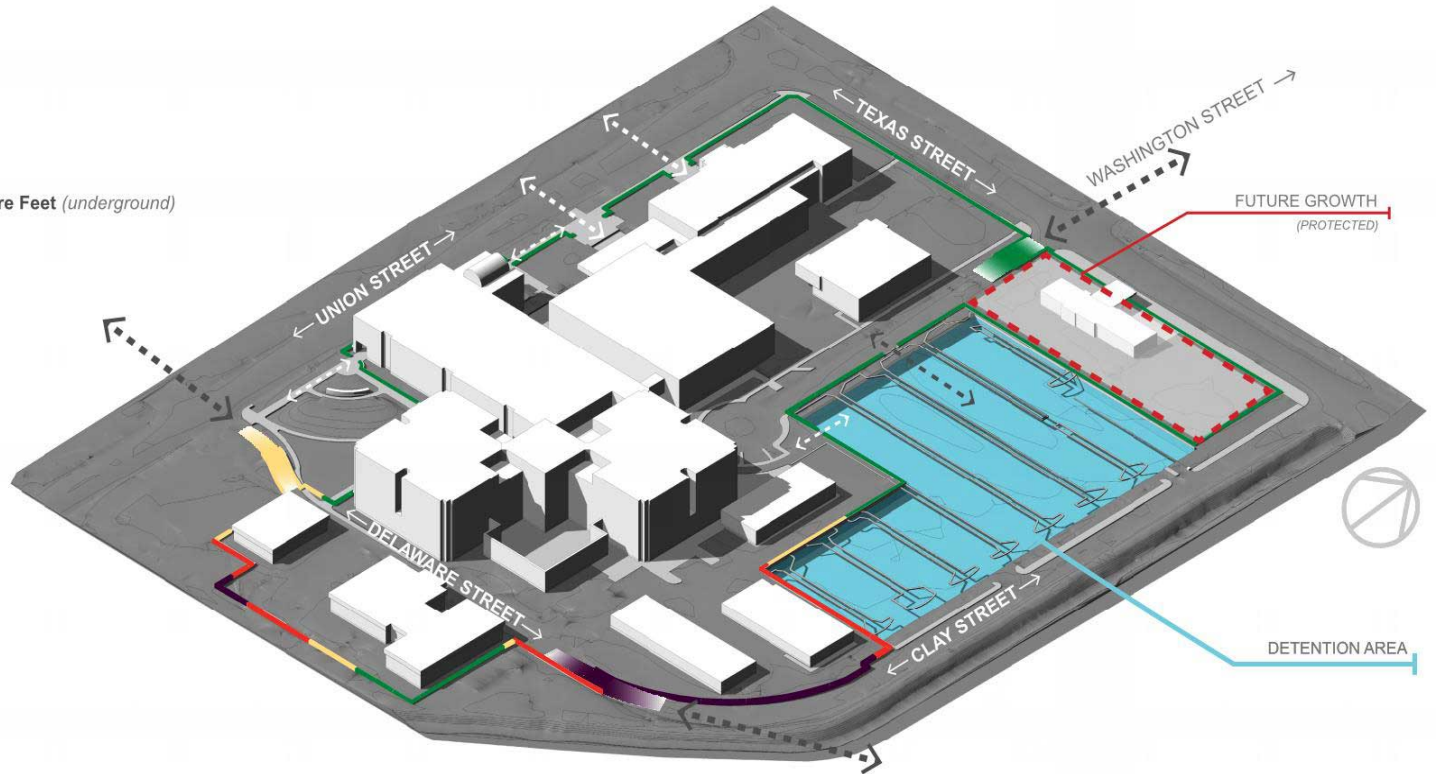 ← TEXAS STREET →
WASHINGTON STREET →
re Feet (underground)
FUTURE GROWTH
(PROTECTED)
← UNION STREET →
← DELAWARE STREET →
← CLAY STREET →
DETENTION AREA